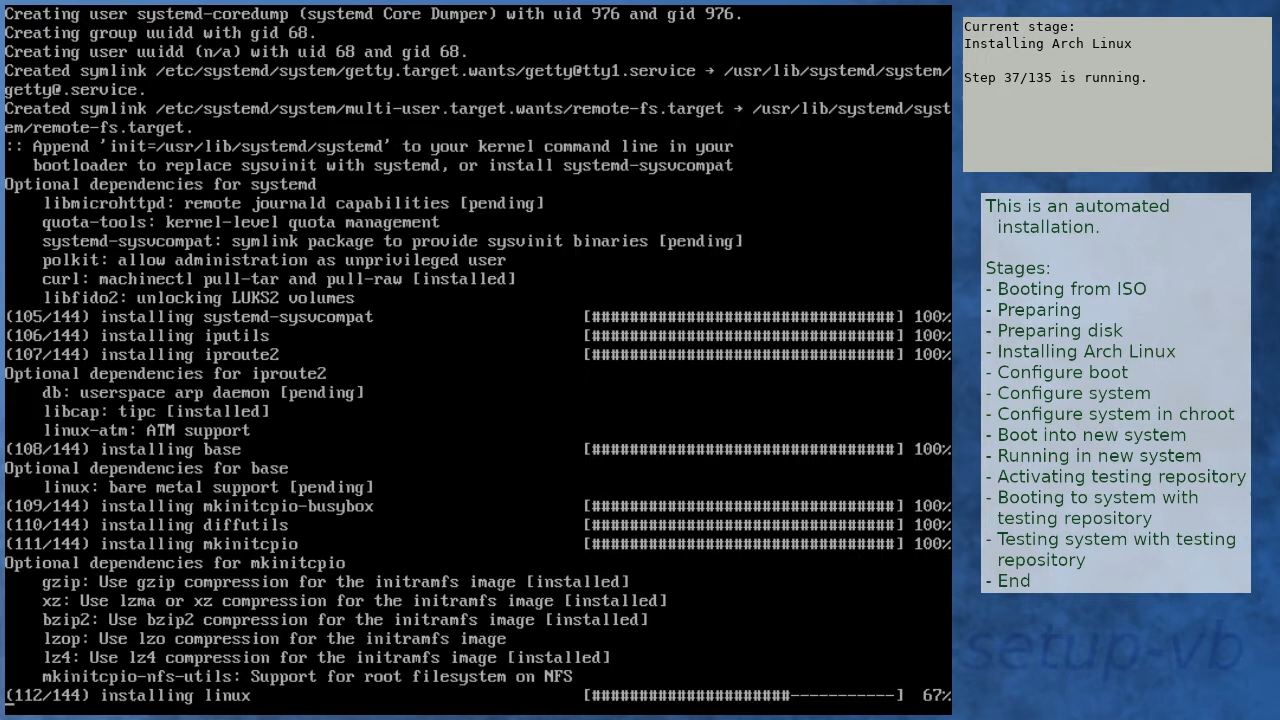 Creating user systemd-coredump (systemd Core Dumper) with uid 976 and gid 976.
Creating group uuidd with gid 68.
Creating user uuidd (n/a) with uid 68 and gid 68.
Created symlink /etc/systemd/system/getty.target.wants/getty@tty1.service → /usr/lib/systemd/system/
getty@.service.
Created symlink /etc/systemd/system/multi-user.target.wants/remote-fs.target → /usr/lib/systemd/syst
em/remote-fs.target.
:: Append 'init=/usr/lib/systemd/systemd' to your kernel command line in your
   bootloader to replace sysvinit with systemd, or install systemd-sysvcompat
Optional dependencies for systemd
    libmicrohttpd: remote journald capabilities [pending]
    quota-tools: kernel-level quota management
    systemd-sysvcompat: symlink package to provide sysvinit binaries [pending]
    polkit: allow administration as unprivileged user
    curl: machinectl pull-tar and pull-raw [installed]
    libfido2: unlocking LUKS2 volumes
(105/144) installing systemd-sysvcompat [################################] 100%
(106/144) installing iputils [################################] 100%
(107/144) installing iproute2 [################################] 100%
Optional dependencies for iproute2
    db: userspace arp daemon [pending]
    libcap: tipc [installed]
    linux-atm: ATM support
(108/144) installing base [################################] 100%
Optional dependencies for base
    linux: bare metal support [pending]
(109/144) installing mkinitcpio-busybox [################################] 100%
(110/144) installing diffutils [################################] 100%
(111/144) installing mkinitcpio [################################] 100%
Optional dependencies for mkinitcpio
    gzip: Use gzip compression for the initramfs image [installed]
    xz: Use lzma or xz compression for the initramfs image [installed]
    bzip2: Use bzip2 compression for the initramfs image [installed]
    lzop: Use lzo compression for the initramfs image
    lz4: Use lz4 compression for the initramfs image [installed]
    mkinitcpio-nfs-utils: Support for root filesystem on NFS
(112/144) installing linux [#####################-----------] 67%
Current stage:
Installing Arch Linux
Step 37/135 is running.
This is an automated
installation.
Stages:
- Booting from ISO
- Preparing
- Preparing disk
- Installing Arch Linux
- Configure boot
- Configure system
- Configure system in chroot
- Boot into new system
- Running in new system
- Activating testing repository
- Booting to system with
testing repository
- Testing system with testing
repository
- End
setup-vb